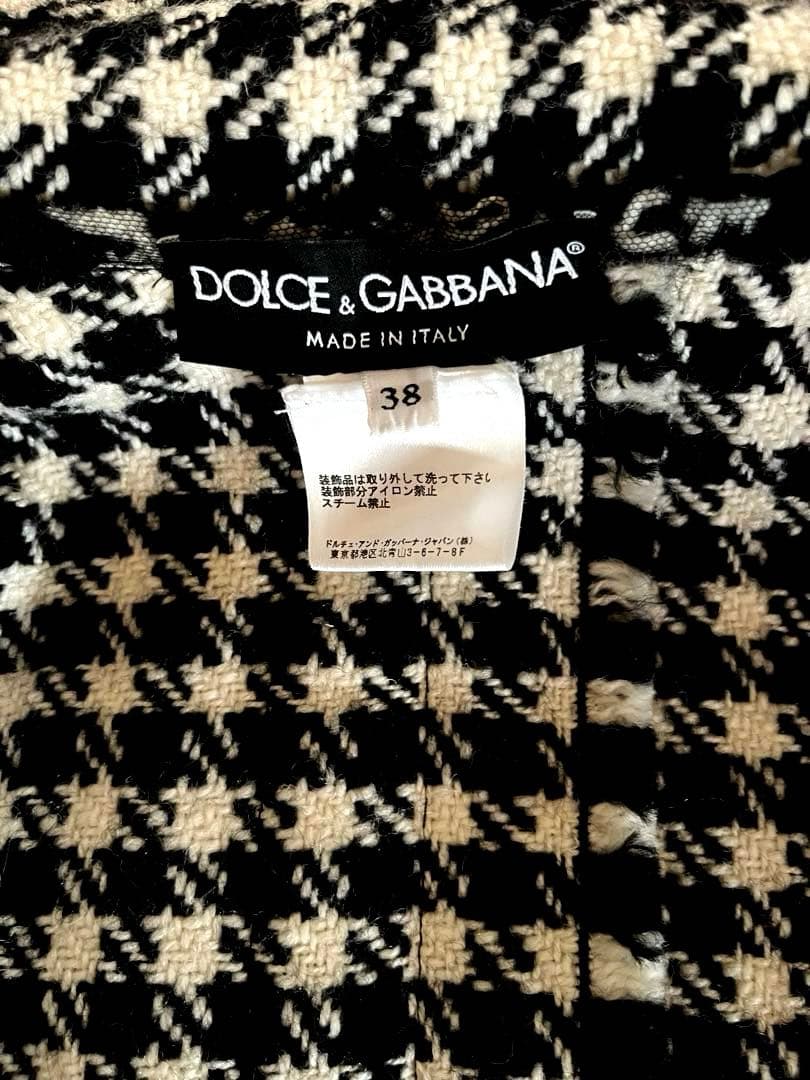 DOLCE & GABBANA®
MADE IN ITALY
38
装飾品は取り外して洗って下さい
装飾部分アイロン禁止
スチーム禁止
ドルチェ・アンド・ガッバーナ・ジャパン(株)
東京都港区北青山3-6-7-8F